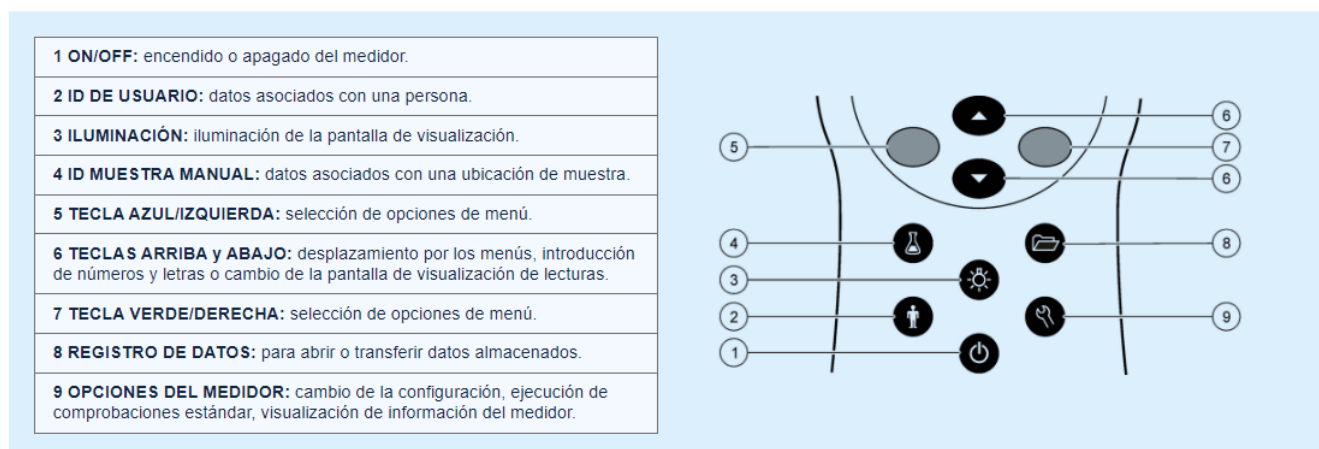 1 ON/OFF: encendido o apagado del medidor.
2 ID DE USUARIO: datos asociados con una persona.
3 ILUMINACIÓN: iluminación de la pantalla de visualización.
4 ID MUESTRA MANUAL: datos asociados con una ubicación de muestra.
5 TECLA AZUL/IZQUIERDA: selección de opciones de menú.
6 TECLAS ARRIBA y ABAJO: desplazamiento por los menús, introducción
de números y letras o cambio de la pantalla de visualización de lecturas.
7 TECLA VERDE/DERECHA: selección de opciones de menú.
8 REGISTRO DE DATOS: para abrir o transferir datos almacenados.
9 OPCIONES DEL MEDIDOR: cambio de la configuración, ejecución de
comprobaciones estándar, visualización de información del medidor.
6
5
7
6
4
8
3
2
9
1